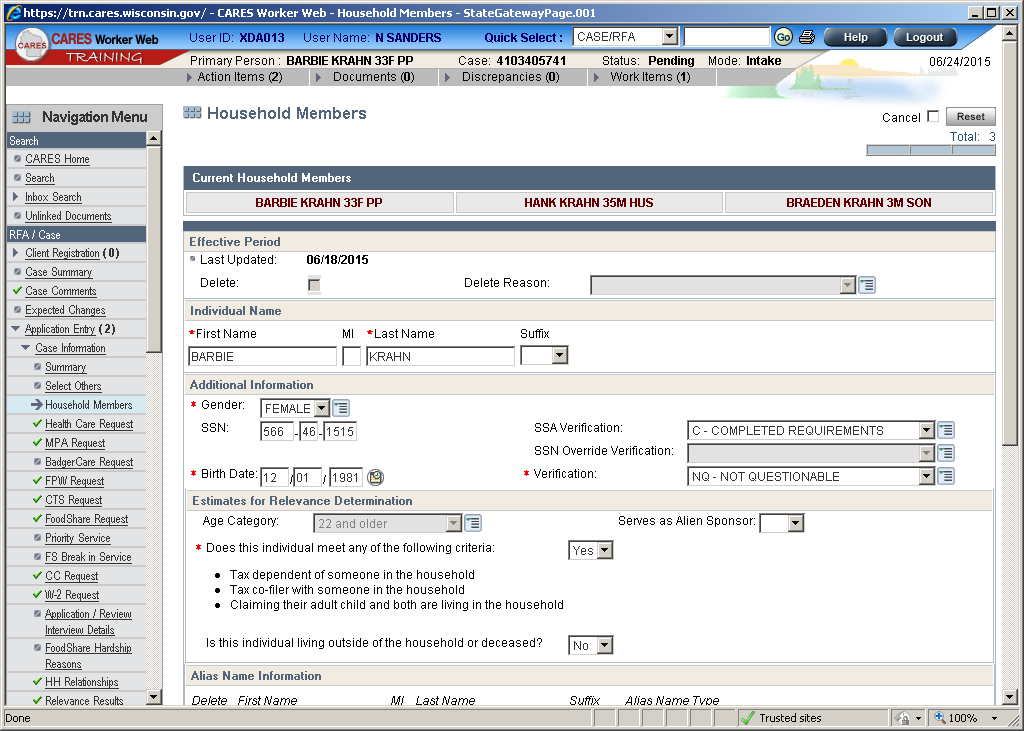 https://trn.cares.wisconsin.gov/ - CARES Worker Web - Household Members - StateGatewayPage.001
CARES
CARES Worker Web
TRAINING
User ID: XDA013 User Name: N SANDERS Quick Select : CASE/RFA Go Help Logout
Primary Person : BARBIE KRAHN 33F PP Case: 4103405741 Status: Pending Mode: Intake 06/24/2015
Action Items (2) Documents (0) Discrepancies (0) Work Items (1)
Navigation Menu
Search
CARES Home
Search
Inbox Search
Unlinked Documents
RFA / Case
Client Registration (0)
Case Summary
Case Comments
Expected Changes
Application Entry (2)
Case Information
Summary
Select Others
Household Members
Health Care Request
MPA Request
BadgerCare Request
FPW Request
CTS Request
FoodShare Request
Priority Service
FS Break in Service
CC Request
W-2 Request
Application / Review
Interview Details
FoodShare Hardship
Reasons
HH Relationships
Relevance Results
Household Members
Cancel Reset
Total: 3
Current Household Members
BARBIE KRAHN 33F PP HANK KRAHN 35M HUS BRAEDEN KRAHN 3M SON
Effective Period
Last Updated: 06/18/2015
Delete: Delete Reason:
Individual Name
*First Name MI *Last Name Suffix
BARBIE KRAHN
Additional Information
* Gender: FEMALE
SSN: 566 - 46 - 1515 SSA Verification: C - COMPLETED REQUIREMENTS
SSN Override Verification:
* Birth Date: 12 / 01 / 1981 * Verification: NQ - NOT QUESTIONABLE
Estimates for Relevance Determination
Age Category: 22 and older Serves as Alien Sponsor:
* Does this individual meet any of the following criteria: Yes
• Tax dependent of someone in the household
• Tax co-filer with someone in the household
• Claiming their adult child and both are living in the household
Is this individual living outside of the household or deceased? No
Alias Name Information
Delete First Name MI Last Name Suffix Alias Name Type
Done Trusted sites 100%